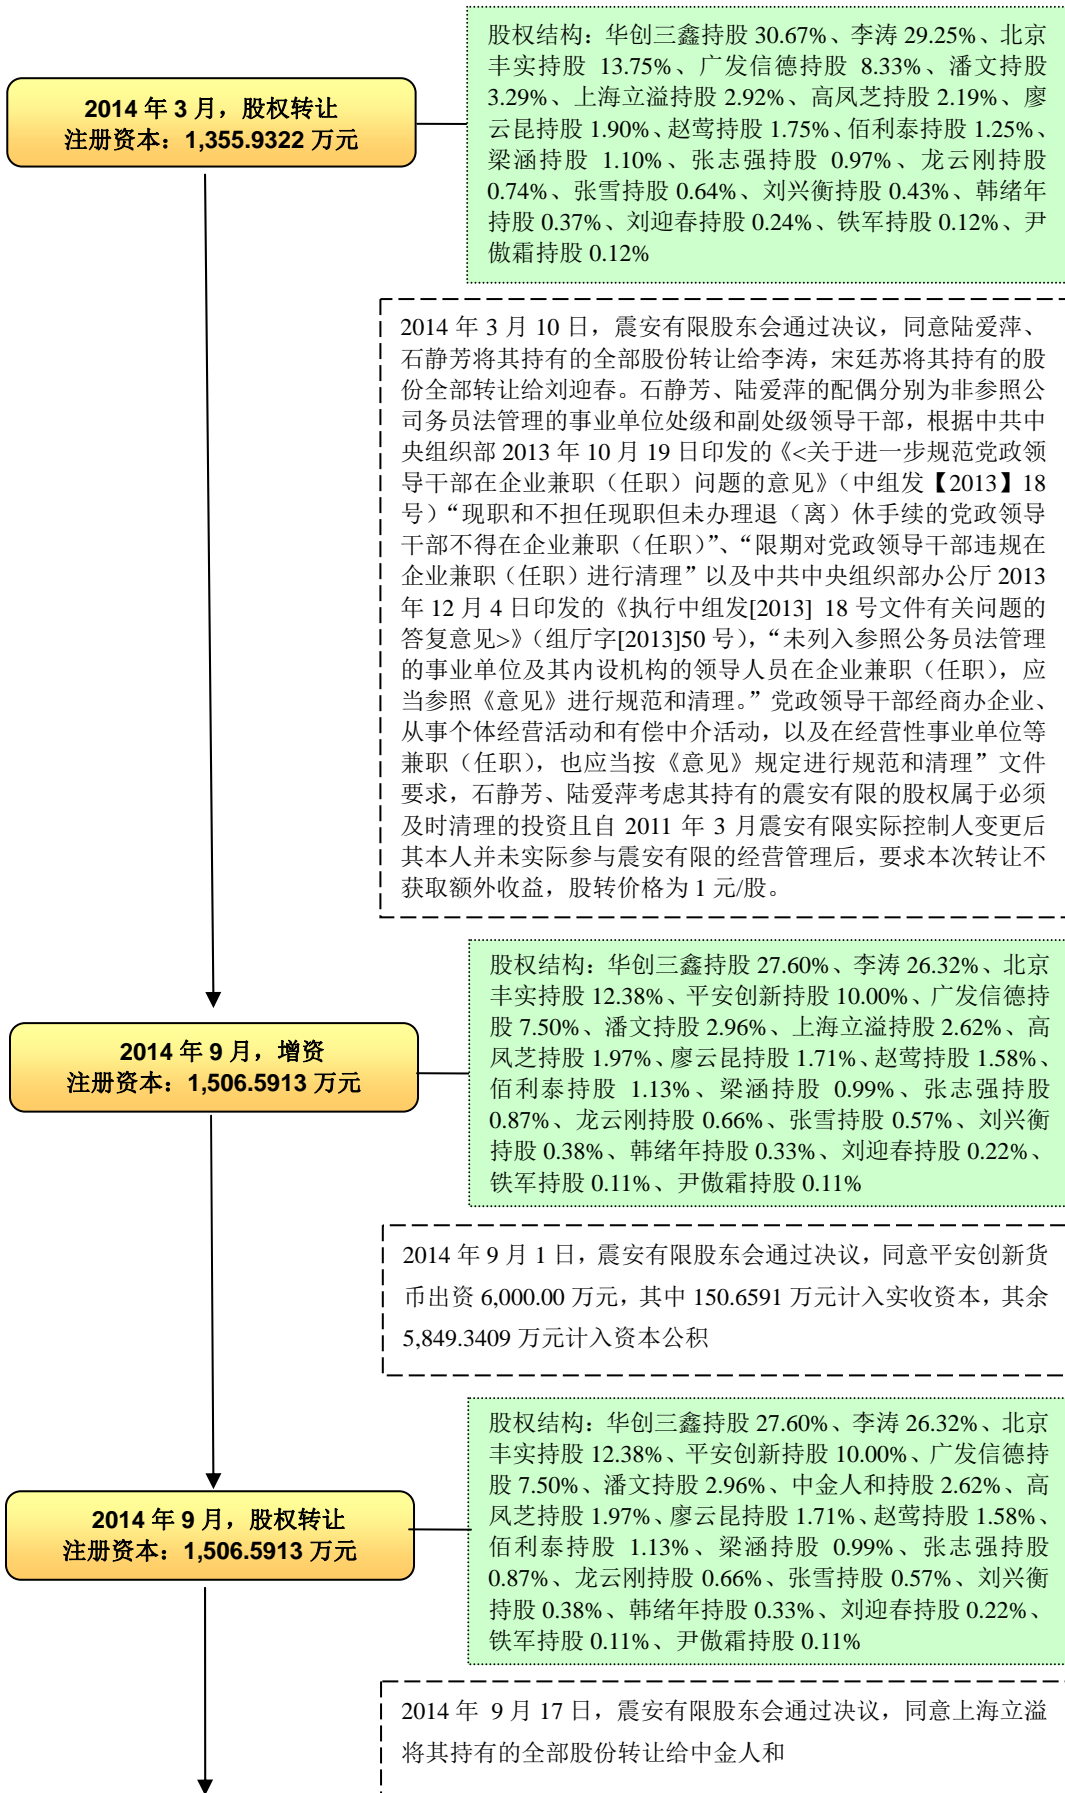 股权结构：华创三鑫持股 30.67%、李涛 29.25%、北京
丰实持股 13.75%、广发信德持股 8.33%、潘文持股
3.29%、上海立溢持股 2.92%、高凤芝持股 2.19%、廖
云昆持股 1.90%、赵莺持股 1.75%、佰利泰持股 1.25%、
梁涵持股 1.10%、张志强持股 0.97%、龙云刚持股
0.74%、张雪持股 0.64%、刘兴衡持股 0.43%、韩绪年
持股 0.37%、刘迎春持股 0.24%、铁军持股 0.12%、尹
傲霜持股 0.12%
2014 年 3 月，股权转让
注册资本：1,355.9322 万元
2014 年 3 月 10 日，震安有限股东会通过决议，同意陆爱萍、
石静芳将其持有的全部股份转让给李涛，宋廷苏将其持有的股
份全部转让给刘迎春。石静芳、陆爱萍的配偶分别为非参照公
司务员法管理的事业单位处级和副处级领导干部，根据中共中
央组织部 2013 年 10 月 19 日印发的《<关于进一步规范党政领
导干部在企业兼职（任职）问题的意见》（中组发【2013】18
号）“现职和不担任现职但未办理退（离）休手续的党政领导
干部不得在企业兼职（任职）”、“限期对党政领导干部违规在
企业兼职（任职）进行清理”以及中共中央组织部办公厅 2013
年 12 月 4 日印发的《执行中组发[2013] 18 号文件有关问题的
答复意见>》（组厅字[2013]50 号），“未列入参照公务员法管理
的事业单位及其内设机构的领导人员在企业兼职（任职），应
当参照《意见》进行规范和清理。”党政领导干部经商办企业、
从事个体经营活动和有偿中介活动，以及在经营性事业单位等
兼职（任职），也应当按《意见》规定进行规范和清理”文件
要求，石静芳、陆爱萍考虑其持有的震安有限的股权属于必须
及时清理的投资且自 2011 年 3 月震安有限实际控制人变更后
其本人并未实际参与震安有限的经营管理后，要求本次转让不
获取额外收益，股转价格为 1 元/股。
股权结构：华创三鑫持股 27.60%、李涛 26.32%、北京
丰实持股 12.38%、平安创新持股 10.00%、广发信德持
股 7.50%、潘文持股 2.96%、上海立溢持股 2.62%、高
凤芝持股 1.97%、廖云昆持股 1.71%、赵莺持股 1.58%、
佰利泰持股 1.13%、梁涵持股 0.99%、张志强持股
0.87%、龙云刚持股 0.66%、张雪持股 0.57%、刘兴衡
持股 0.38%、韩绪年持股 0.33%、刘迎春持股 0.22%、
铁军持股 0.11%、尹傲霜持股 0.11%
2014 年 9 月，增资
注册资本：1,506.5913 万元
2014 年 9 月 1 日，震安有限股东会通过决议，同意平安创新货
币出资 6,000.00 万元，其中 150.6591 万元计入实收资本，其余
5,849.3409 万元计入资本公积
股权结构：华创三鑫持股 27.60%、李涛 26.32%、北京
丰实持股 12.38%、平安创新持股 10.00%、广发信德持
股 7.50%、潘文持股 2.96%、中金人和持股 2.62%、高
凤芝持股 1.97%、廖云昆持股 1.71%、赵莺持股 1.58%、
佰利泰持股 1.13%、梁涵持股 0.99%、张志强持股
0.87%、龙云刚持股 0.66%、张雪持股 0.57%、刘兴衡
持股 0.38%、韩绪年持股 0.33%、刘迎春持股 0.22%、
铁军持股 0.11%、尹傲霜持股 0.11%
2014 年 9 月，股权转让
注册资本：1,506.5913 万元
2014 年 9 月 17 日，震安有限股东会通过决议，同意上海立溢
将其持有的全部股份转让给中金人和